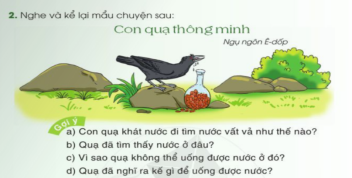 2. Nghe và kể lại mẩu chuyện sau:
Con quạ thông minh
Ngụ ngôn Ê-dốp
Gợi ý
a) Con quạ khát nước đi tìm nước vất vả như thế nào?
b) Quạ đã tìm thấy nước ở đâu?
c) Vì sao quạ không thể uống được nước ở đó?
d) Quạ đã nghĩ ra kế gì để uống được nước?